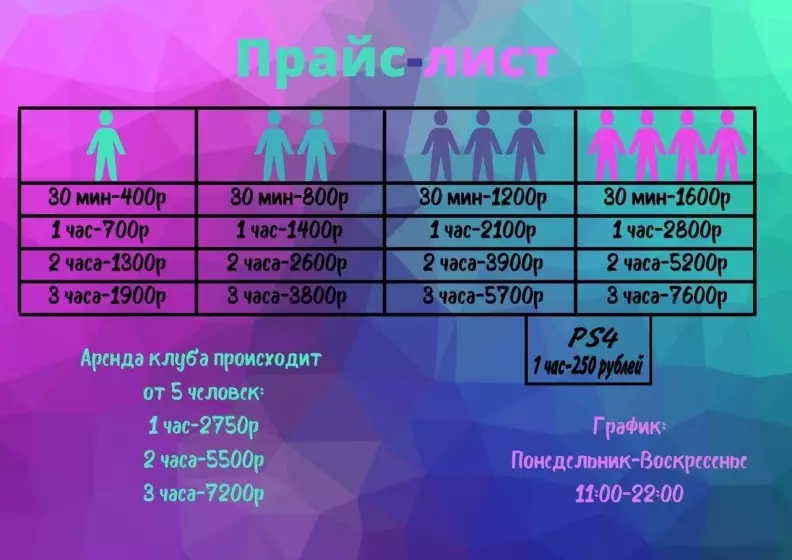 Прайс-лист
30 мин-400р 30 мин-800р 30 мин-1200р 30 мин-1600р
1 час-700р 1 час-1400р 1 час-2100р 1 час-2800р
2 часа-1300р 2 часа-2600р 2 часа-3900р 2 часа-5200р
3 часа-1900р 3 часа-3800р 3 часа-5700р 3 часа-7600р
PS4
1 час-250 рублей
Аренда клуба происходит
от 5 человек:
1 час-2750р
2 часа-5500р
3 часа-7200р
График:
Понедельник-Воскресенье
11:00-22:00